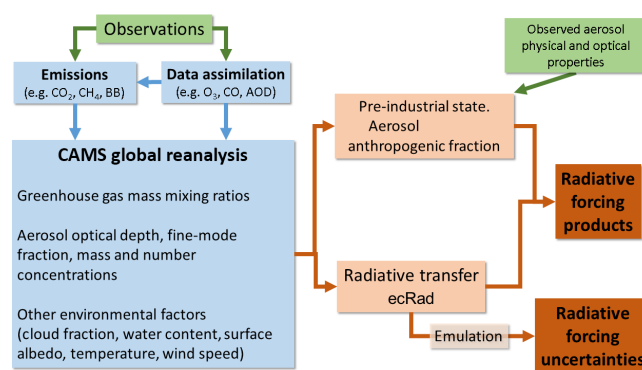 Observations
Observed aerosol
physical and optical
properties
Emissions
(e.g. CO₂, CH₄, BB)
Data assimilation
(e.g. O₃, CO, AOD)
Pre-industrial state.
Aerosol
anthropogenic fraction
CAMS global reanalysis
Greenhouse gas mass mixing ratios
Aerosol optical depth, fine-mode
fraction, mass and number
concentrations
Other environmental factors
(cloud fraction, water content, surface
albedo, temperature, wind speed)
Radiative
forcing
products
Radiative transfer
ecRad
Emulation
Radiative
forcing
uncertainties